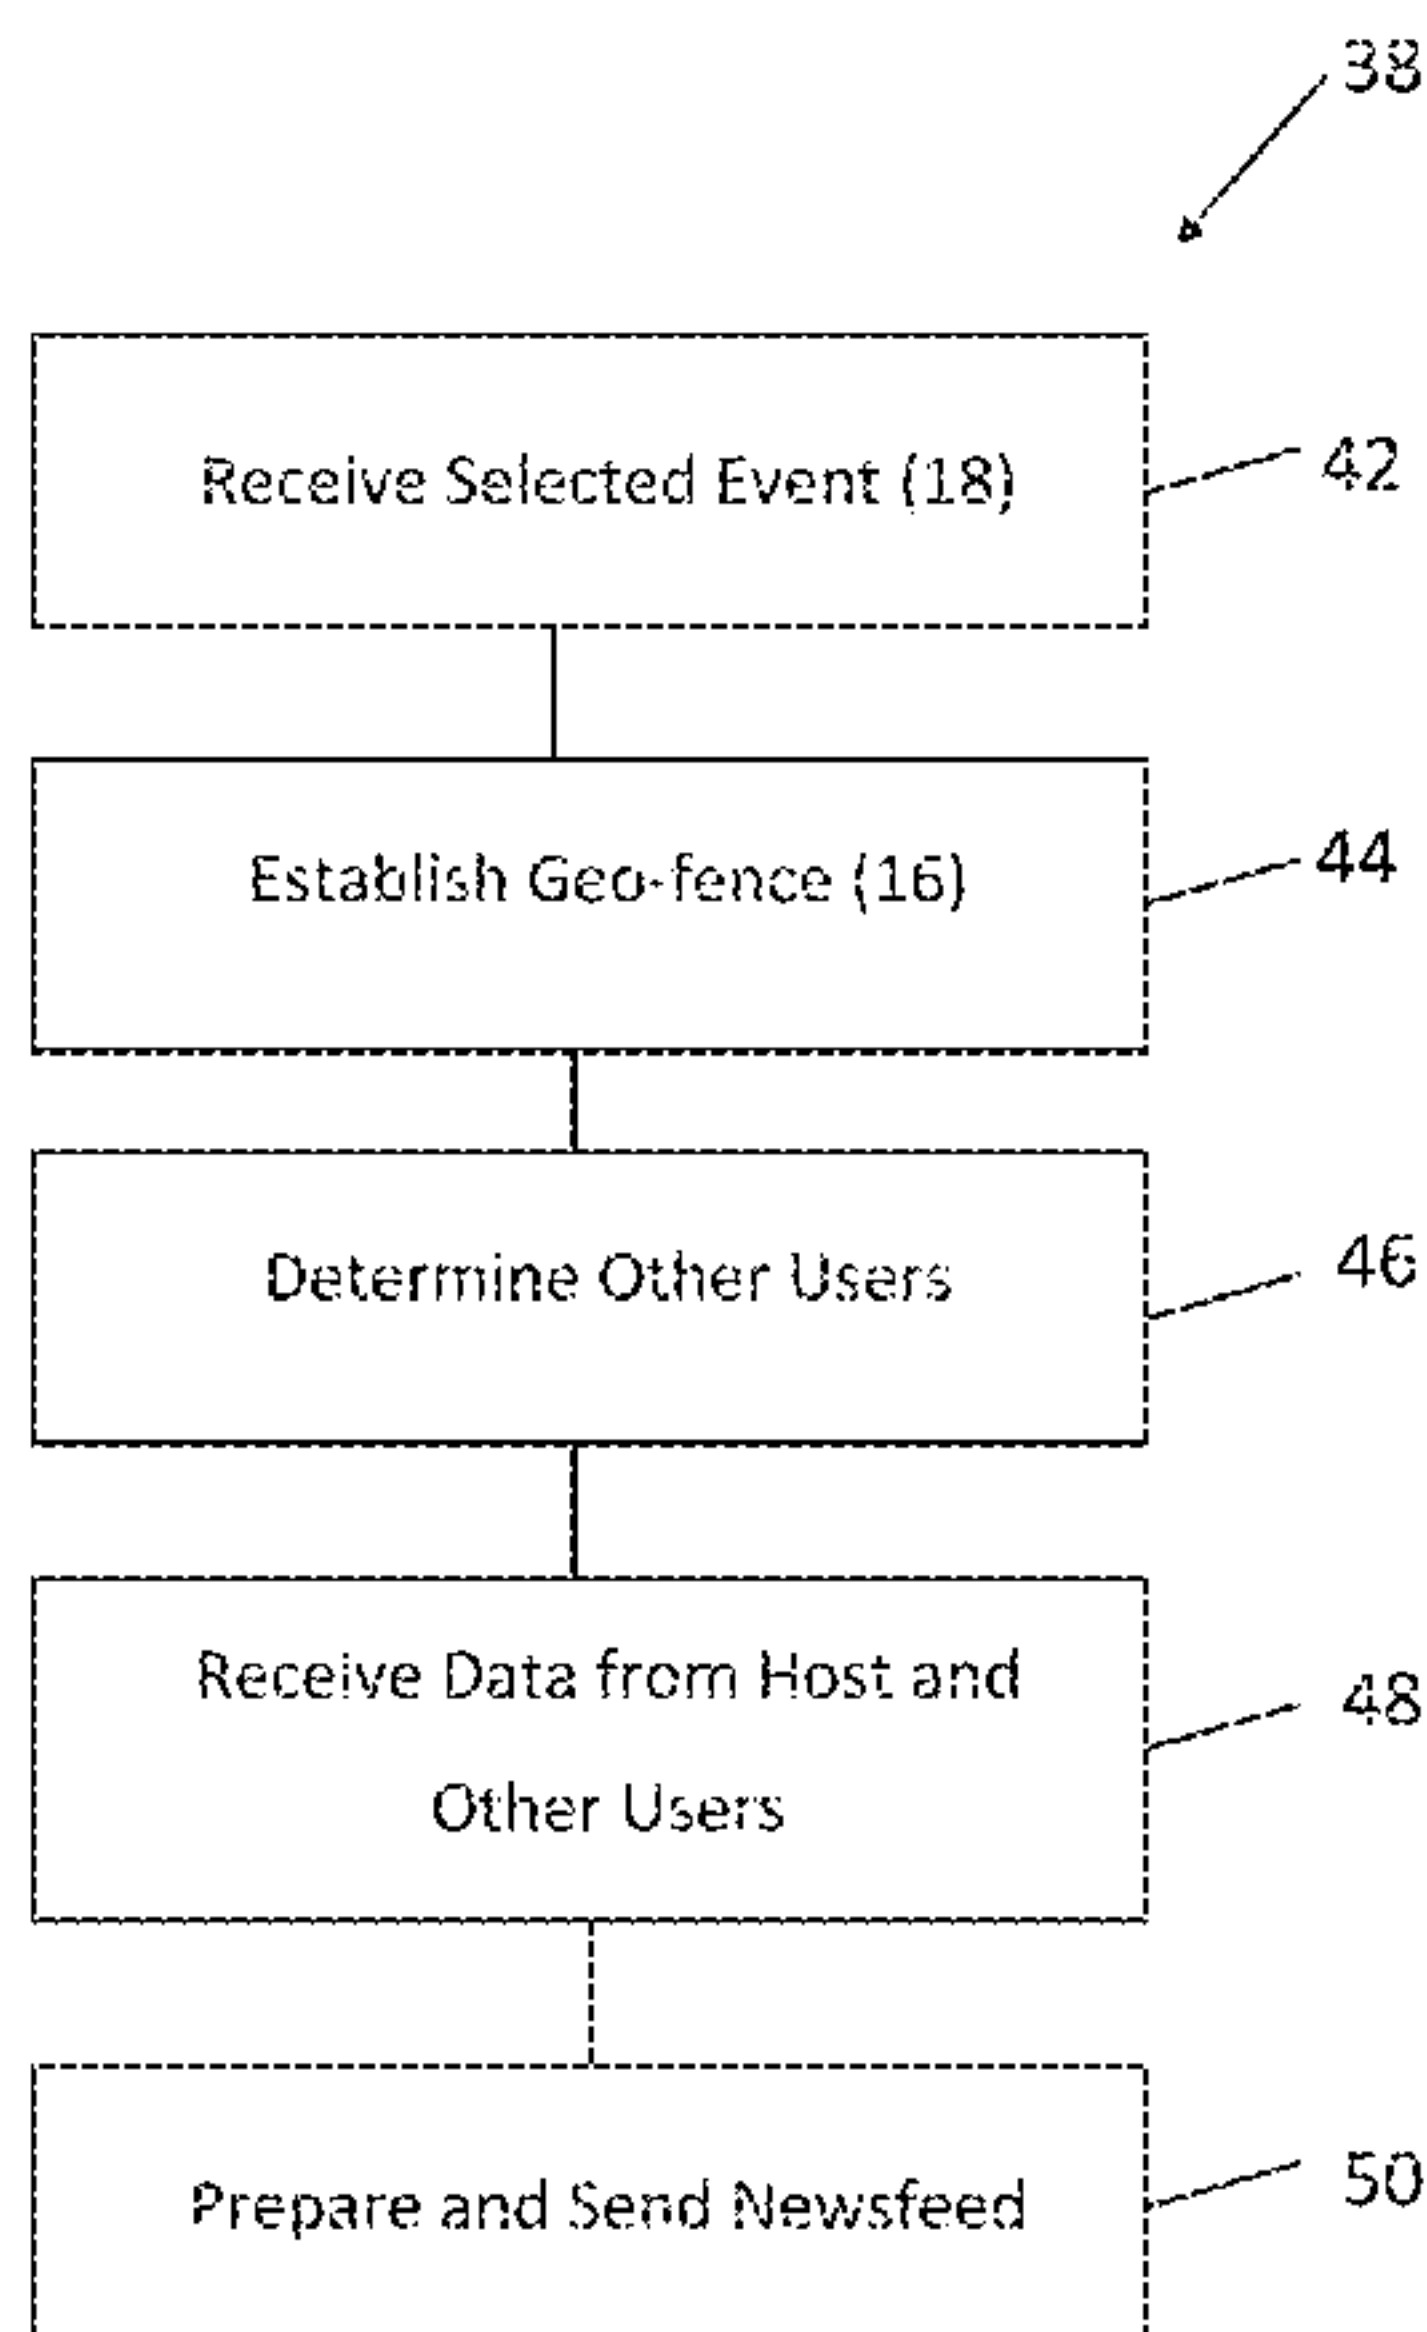 38
Receive Selected Event (18)
42
Establish Geo-fence (16)
44
Determine Other Users
46
Receive Data from Host and
Other Users
48
Prepare and Send Newsfeed
50